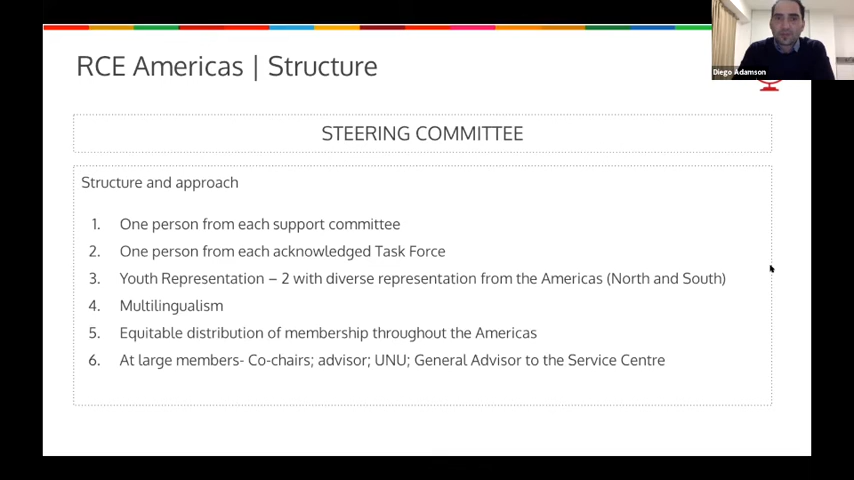 Diego Adamson
RCE Americas | Structure
STEERING COMMITTEE
Structure and approach
1. One person from each support committee
2. One person from each acknowledged Task Force
3. Youth Representation – 2 with diverse representation from the Americas (North and South)
4. Multilingualism
5. Equitable distribution of membership throughout the Americas
6. At large members- Co-chairs; advisor; UNU; General Advisor to the Service Centre